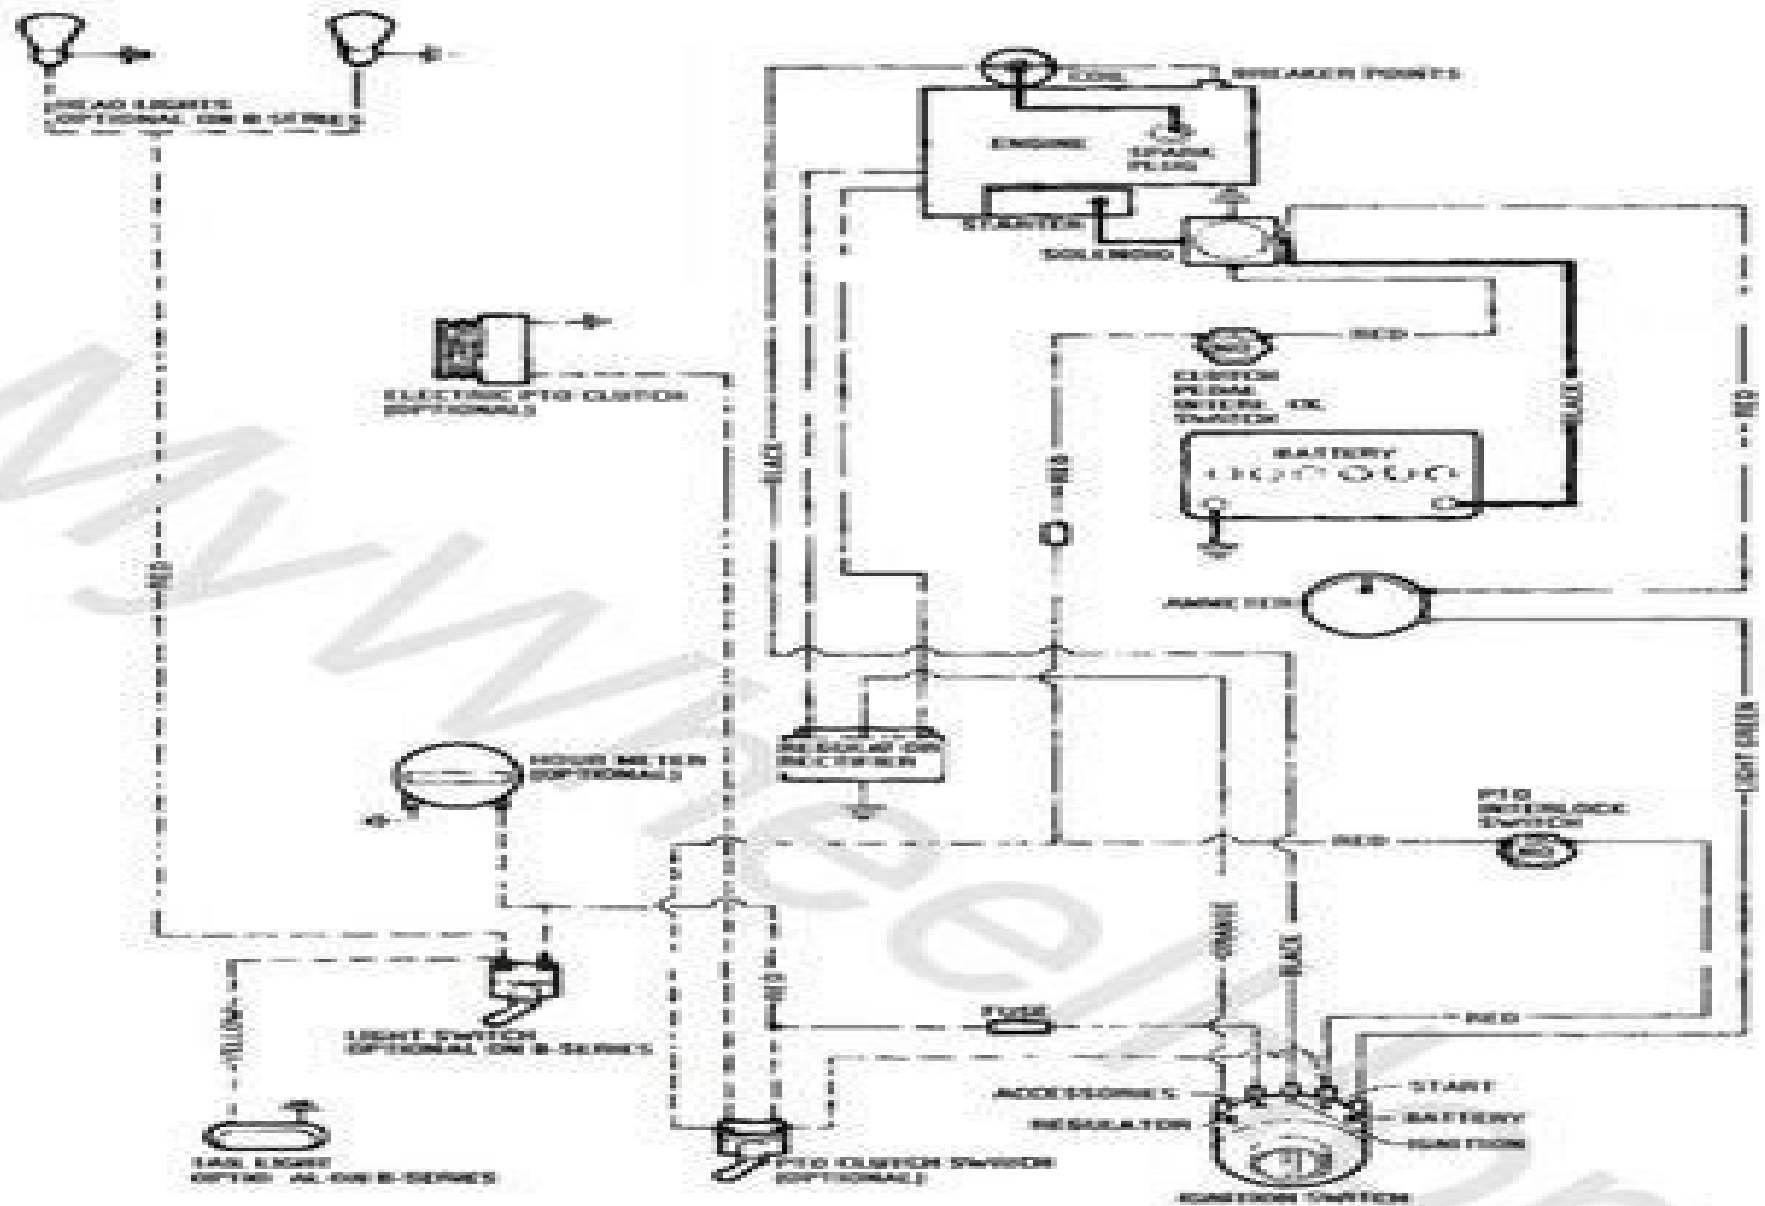 HEAD LIGHTS
(OPTIONAL ON B-SERIES)
COIL
BREAKER POINTS
ENGINE
SPARK
PLUG
STARTER
SOLENOID
RED
CLUTCH
PEDAL
SWITCH
ELECTRIC PTO CLUTCH
(OPTIONAL)
BLACK
BLACK
RED
RED
BATTERY
AMMETER
HOUR METER
(OPTIONAL)
REGULATOR
RECTIFIER
LIGHT GREEN
PTO
INTERLOCK
SWITCH
RED
NO
BLACK
RED
FUSE
RED
LIGHT SWITCH
OPTIONAL ON B-SERIES
YELLOW
ACCESSORIES
REGULATOR
START
BATTERY
IGNITION
TAIL LIGHT
ON B-SERIES
PTO CLUTCH SWITCH
(OPTIONAL)
IGNITION SWITCH